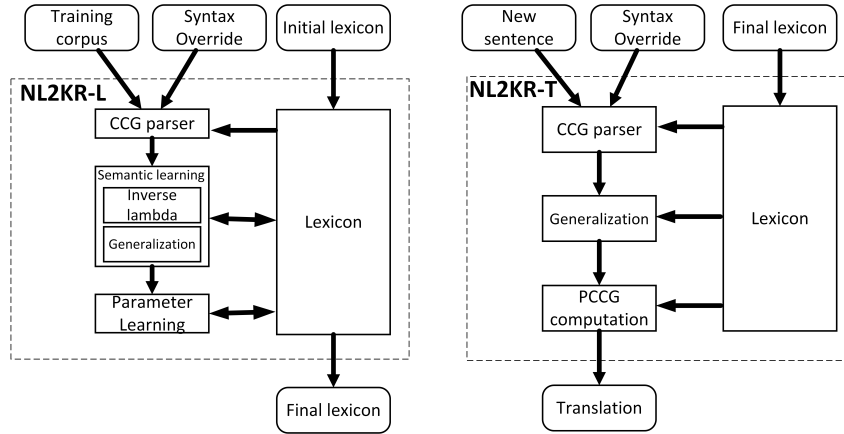 Training
corpus
Syntax
Override
Initial lexicon
NL2KR-L
CCG parser
Semantic learning
Inverse
lambda
Generalization
Parameter
Learning
Lexicon
Final lexicon
New
sentence
Syntax
Override
Final lexicon
NL2KR-T
CCG parser
Generalization
PCCG
computation
Lexicon
Translation